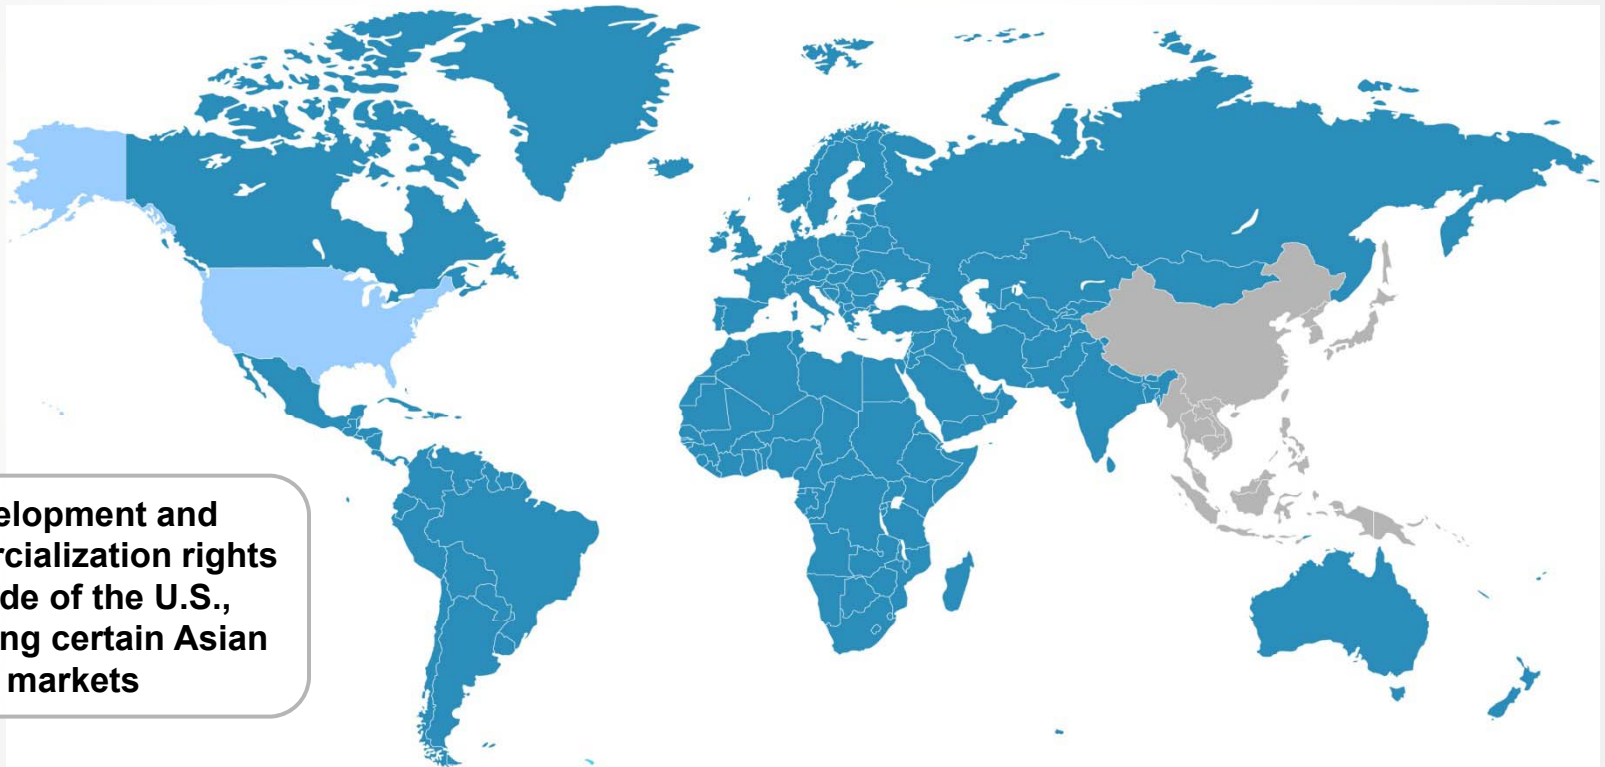 elopment and
rcialization rights
de of the U.S.,
ng certain Asian
markets